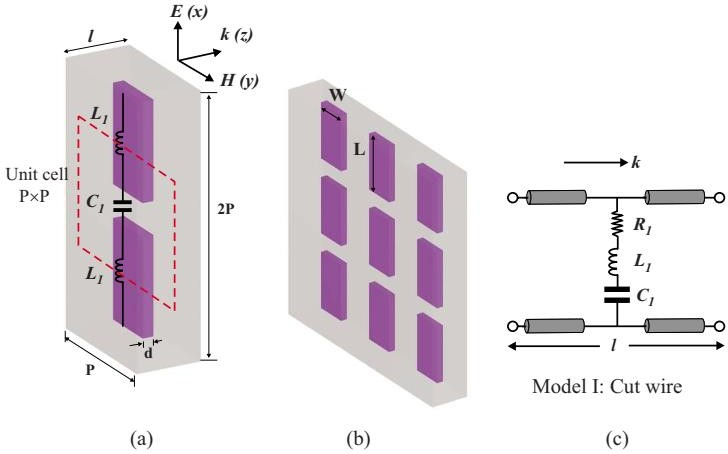 (a)
l
E (x)
k (z)
H (y)
L1
Unit cell
P×P
C1
2P
L1
d
P
W
L
k
R1
L1
C1
l
Model I: Cut wire
(a)
(b)
(c)